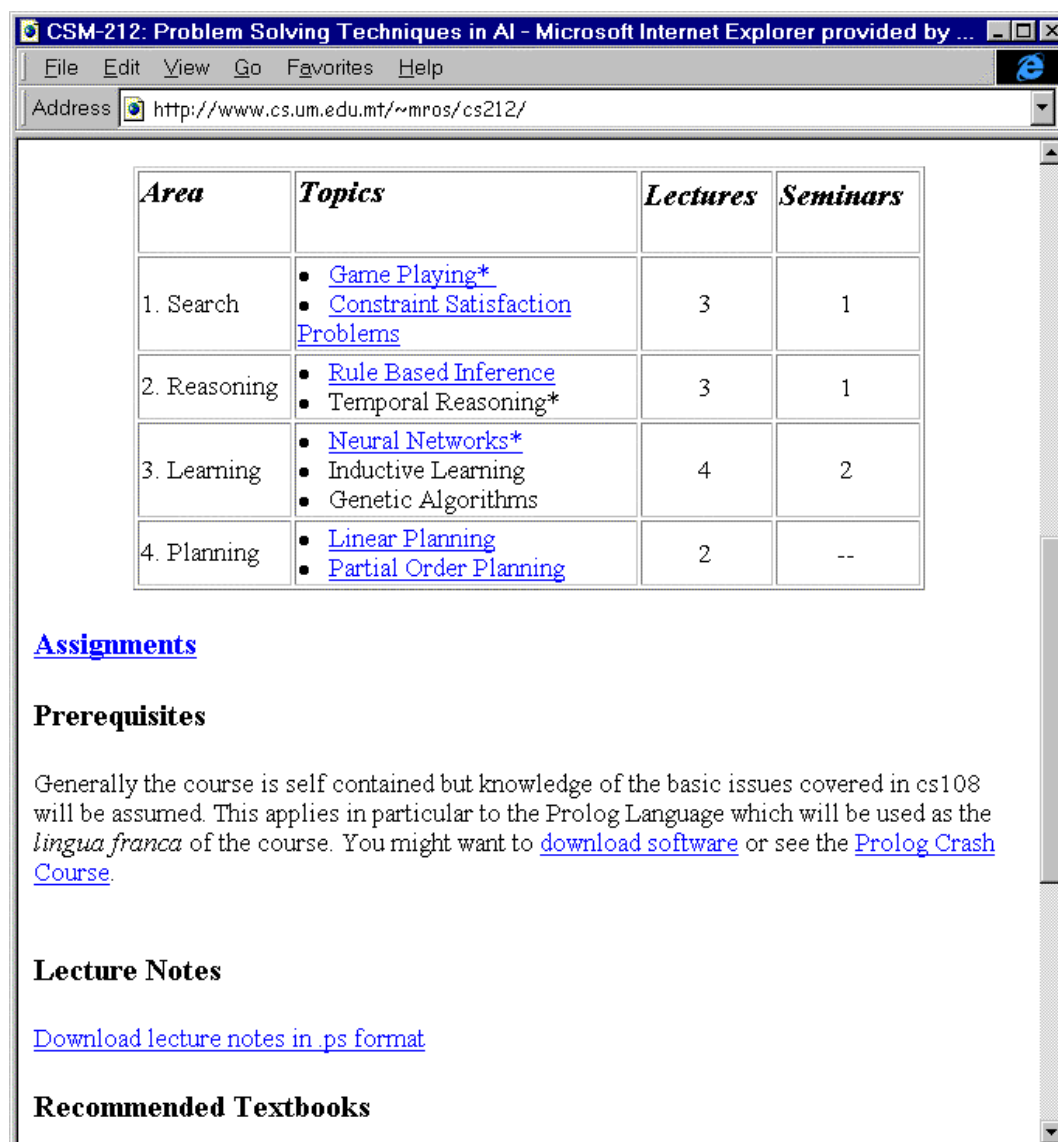 CSM-212: Problem Solving Techniques in AI - Microsoft Internet Explorer provided by ...
File Edit View Go Favorites Help
Address http://www.cs.um.edu.mt/~mros/cs212/
Area Topics Lectures Seminars
1. Search
• Game Playing*
• Constraint Satisfaction
Problems
3 1
2. Reasoning
• Rule Based Inference
• Temporal Reasoning*
3 1
3. Learning
• Neural Networks*
• Inductive Learning
• Genetic Algorithms
4 2
4. Planning
• Linear Planning
• Partial Order Planning
2 --
Assignments
Prerequisites
Generally the course is self contained but knowledge of the basic issues covered in cs108
will be assumed. This applies in particular to the Prolog Language which will be used as the
lingua franca of the course. You might want to download software or see the Prolog Crash
Course.
Lecture Notes
Download lecture notes in .ps format
Recommended Textbooks